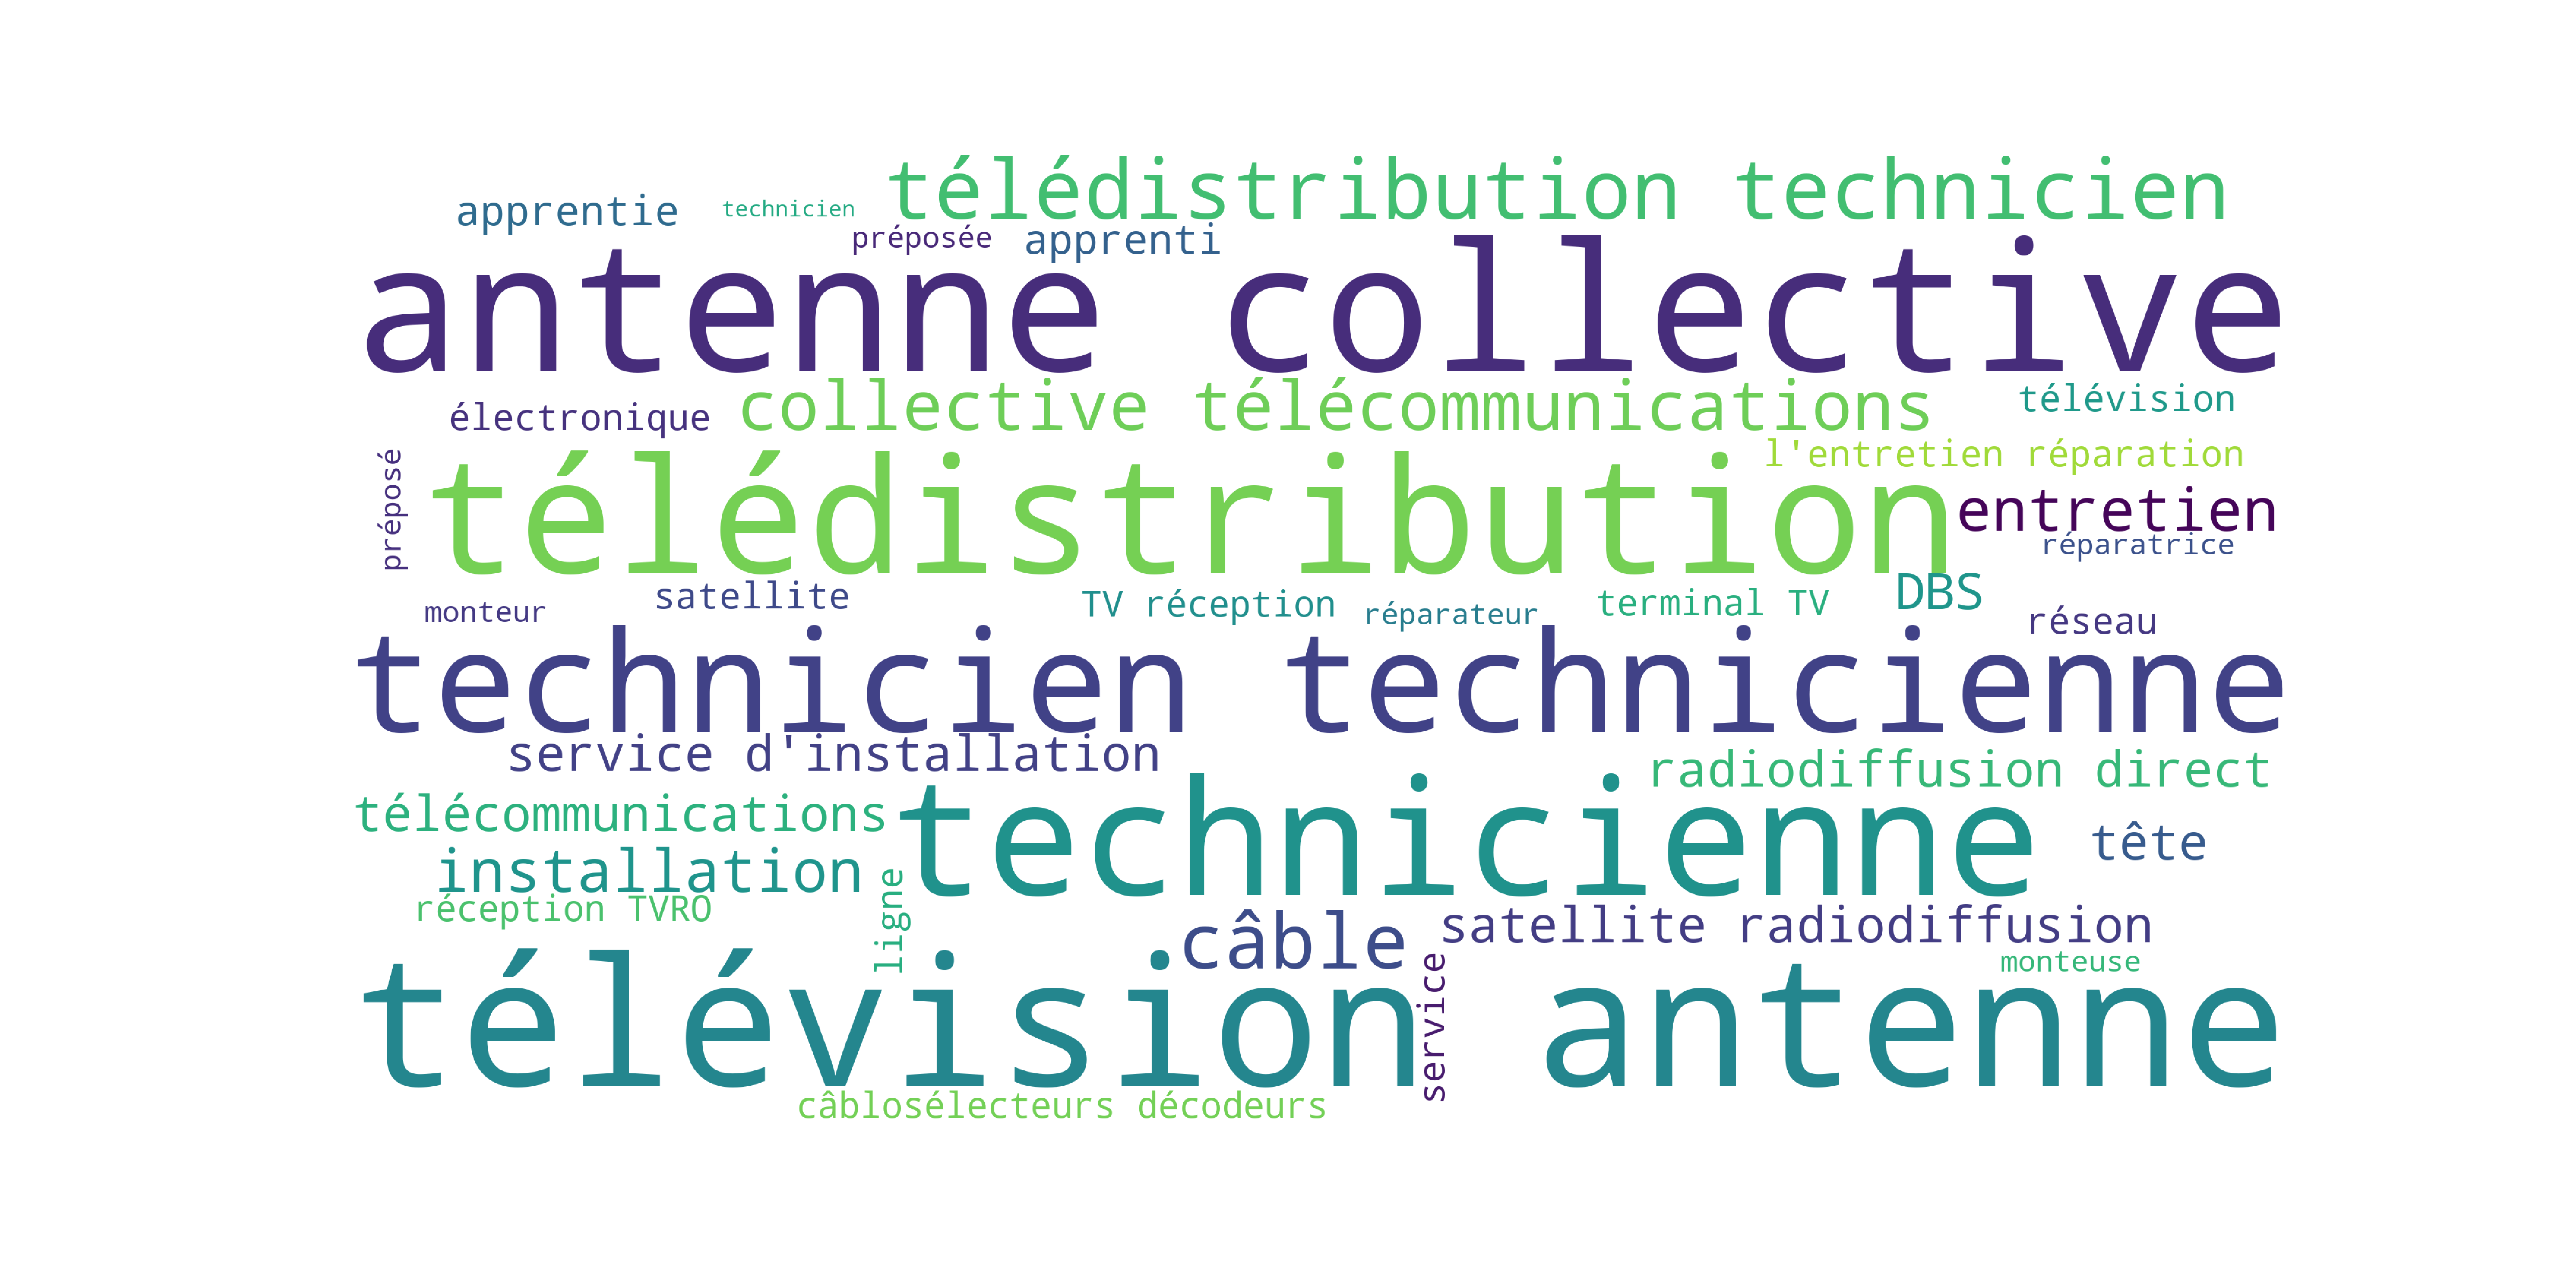 télédistribution technicien
apprentie
technicien
préposée
apprenti
antenne collective
électronique
collective télécommunications
télévision
l'entretien réparation
préposé
télédistribution
entretien
réparatrice
monteur
satellite
TV réception
réparateur
terminal TV
DBS
réseau
technicien technicienne
service d'installation
radiodiffusion direct
télécommunications
technicienne
tête
installation
réception TVRO
ligne
câble
satellite radiodiffusion
monteuse
service
télévision antenne
câblosélecteurs décodeurs